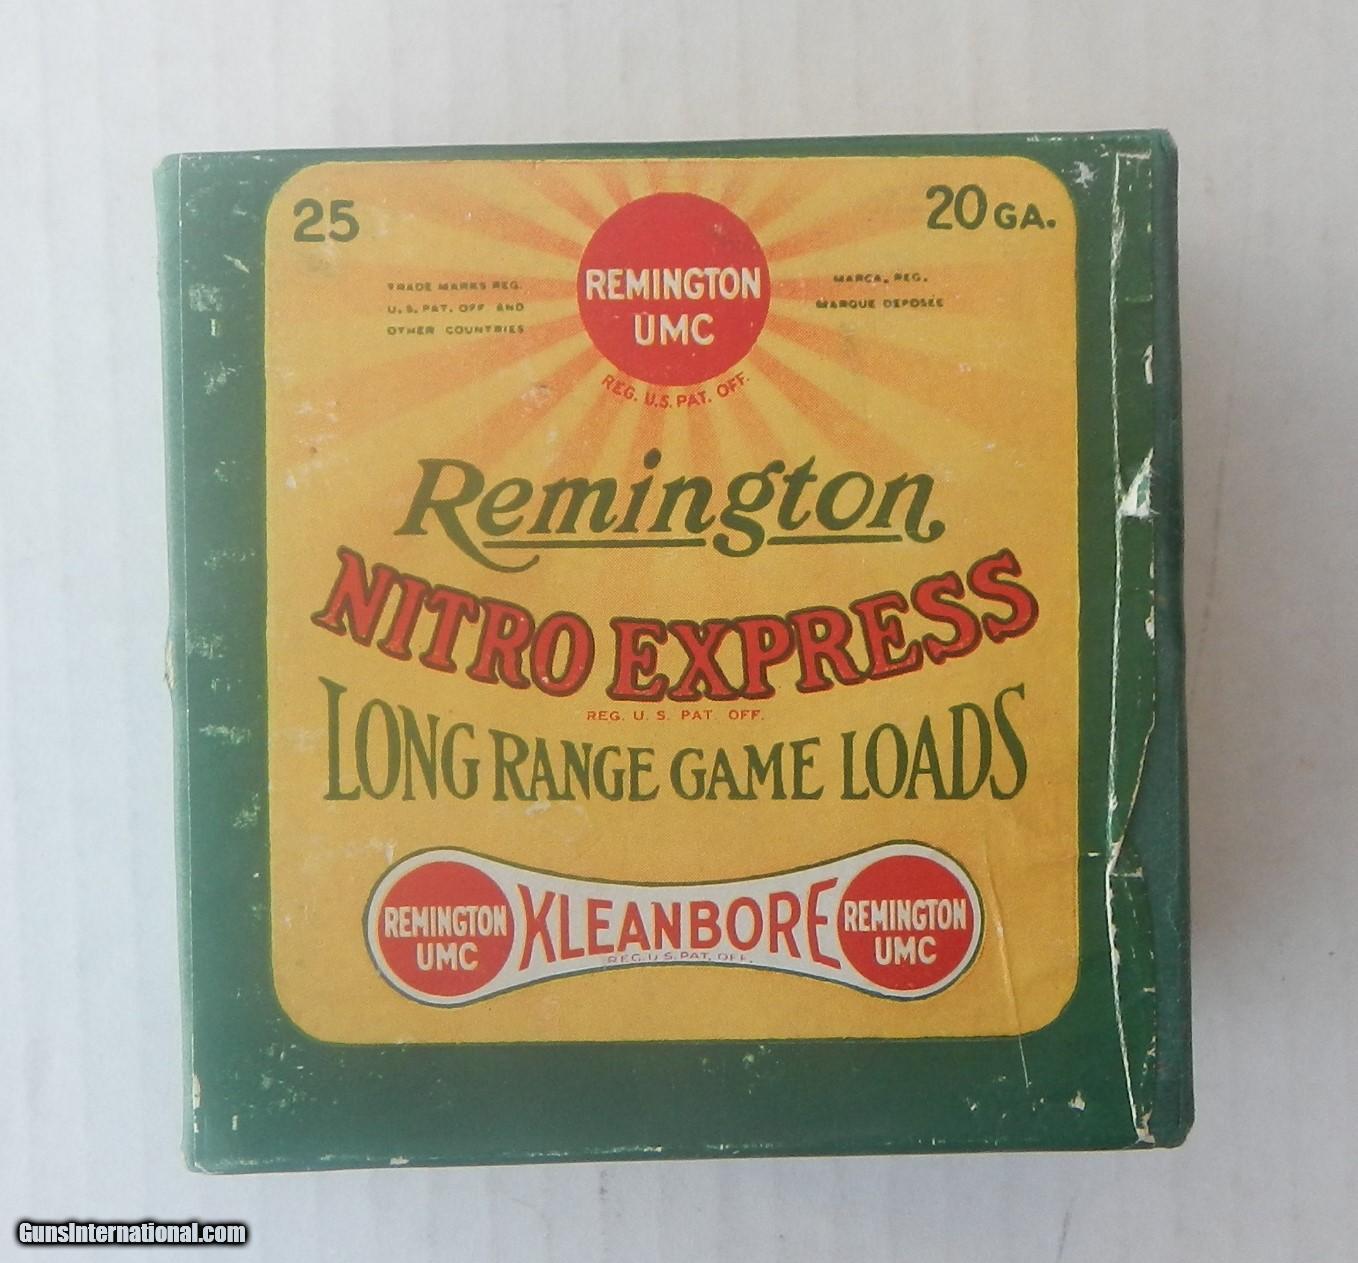 25
20 GA.
REMINGTON
UMC
TRADE MARKS REG.
U.S. PAT. OFF AND
OTHER COUNTRIES
MARCA. REG.
MARQUE DEPOSÉE
REG. U.S. PAT. OFF.
Remington
NITRO EXPRESS
REG. U. S. PAT. OFF.
LONG RANGE GAME LOADS
REMINGTON
UMC
KLEANBORE
REG. U S. PAT. OFF.
REMINGTON
UMC
GunsInternational.com